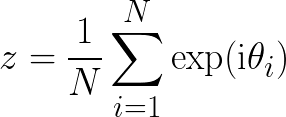 z = \frac{1}{N} \sum_{i=1}^{N} \exp(\mathrm{i}\theta_i)